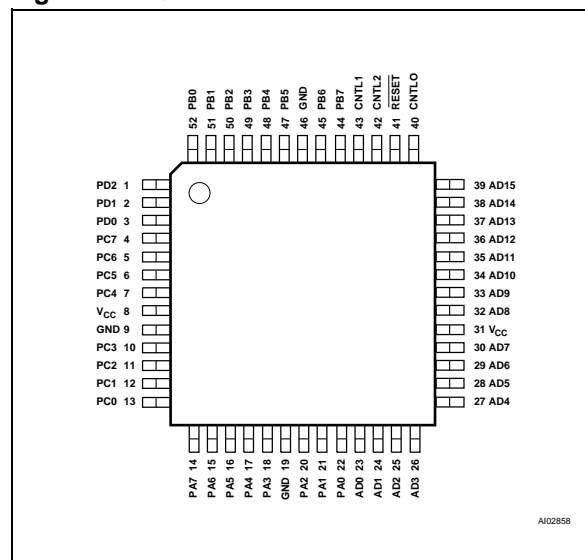 52 PB0
51 PB1
50 PB2
49 PB3
48 PB4
47 PB5
46 GND
45 PB6
44 PB7
43 CNTL1
42 CNTL2
41 RESET
40 CNTL0
PD2 1
PD1 2
PD0 3
PC7 4
PC6 5
PC5 6
PC4 7
VCC 8
GND 9
PC3 10
PC2 11
PC1 12
PC0 13
39 AD15
38 AD14
37 AD13
36 AD12
35 AD11
34 AD10
33 AD9
32 AD8
31 VCC
30 AD7
29 AD6
28 AD5
27 AD4
PA7 14
PA6 15
PA5 16
PA4 17
PA3 18
GND 19
PA2 20
PA1 21
PA0 22
AD0 23
AD1 24
AD2 25
AD3 26
AI02858